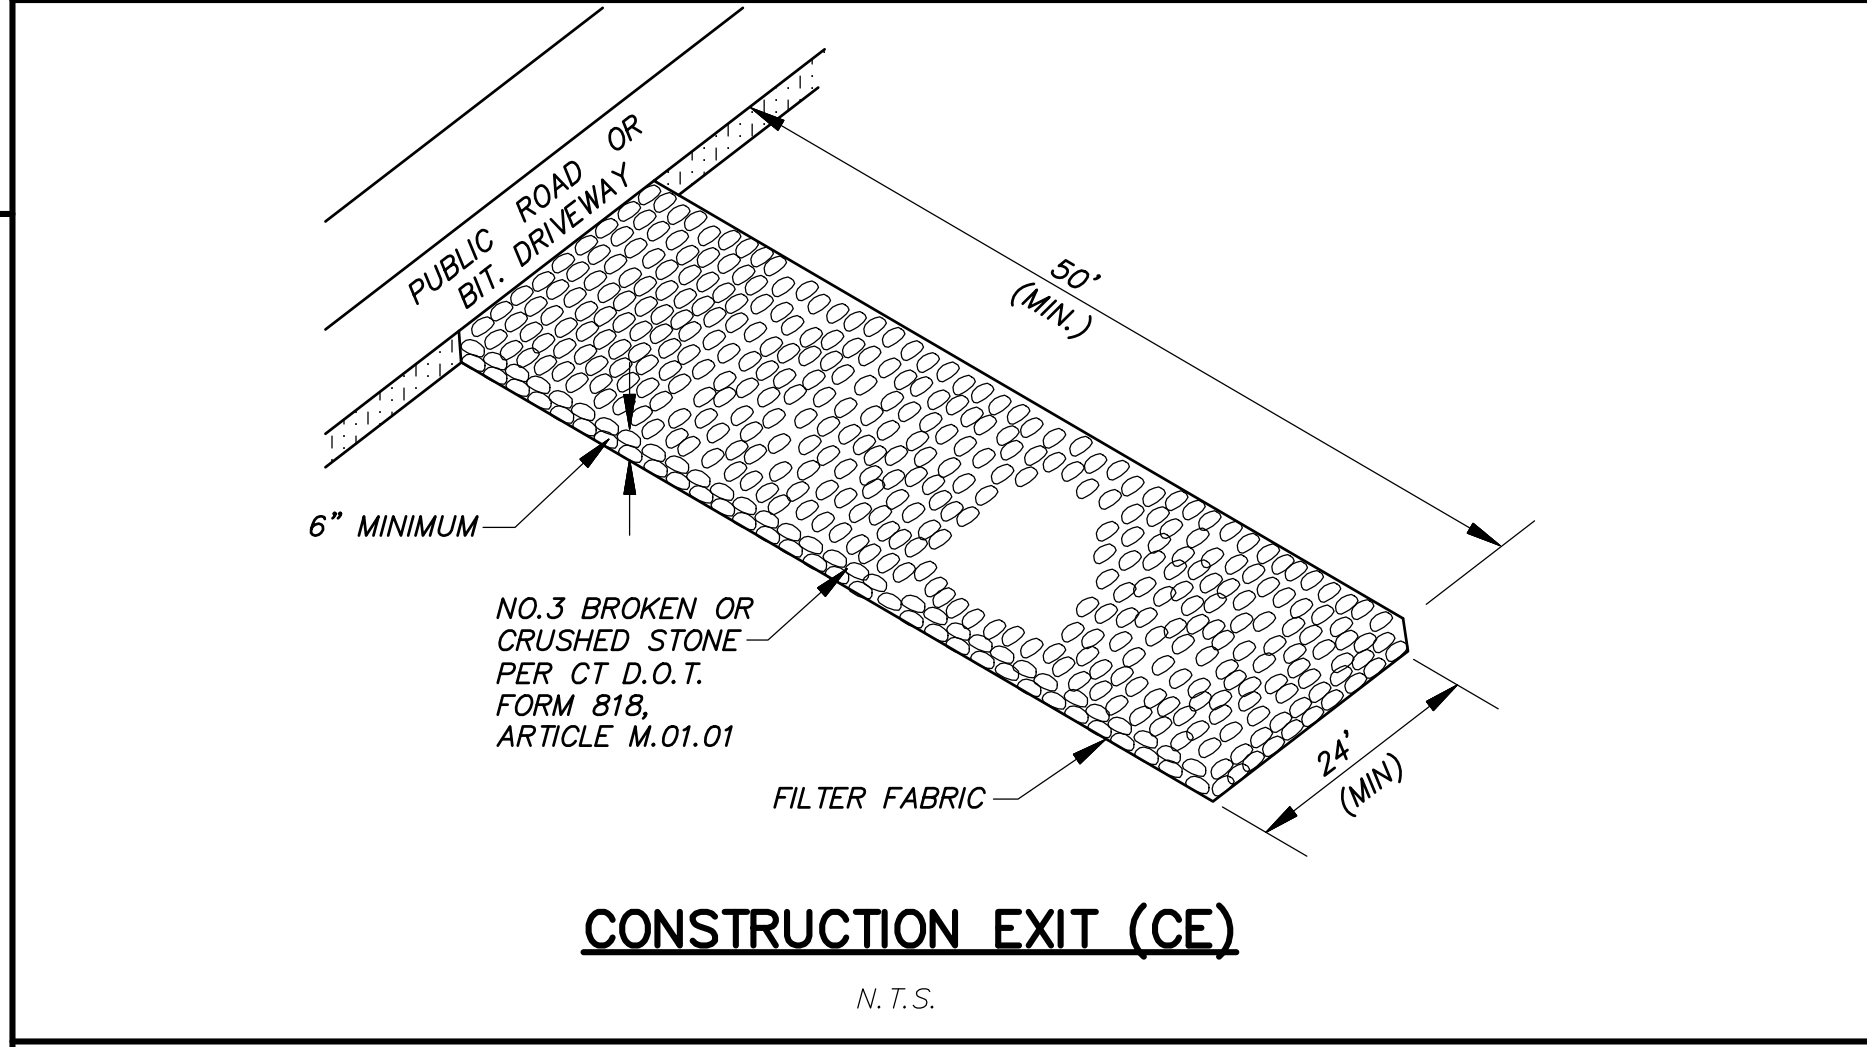 PUBLIC ROAD OR
BIT. DRIVEWAY
50'
(MIN.)
6" MINIMUM
NO.3 BROKEN OR
CRUSHED STONE
PER CT D.O.T.
FORM 818,
ARTICLE M.01.01
FILTER FABRIC
24'
(MIN)
CONSTRUCTION EXIT (CE)
N.T.S.